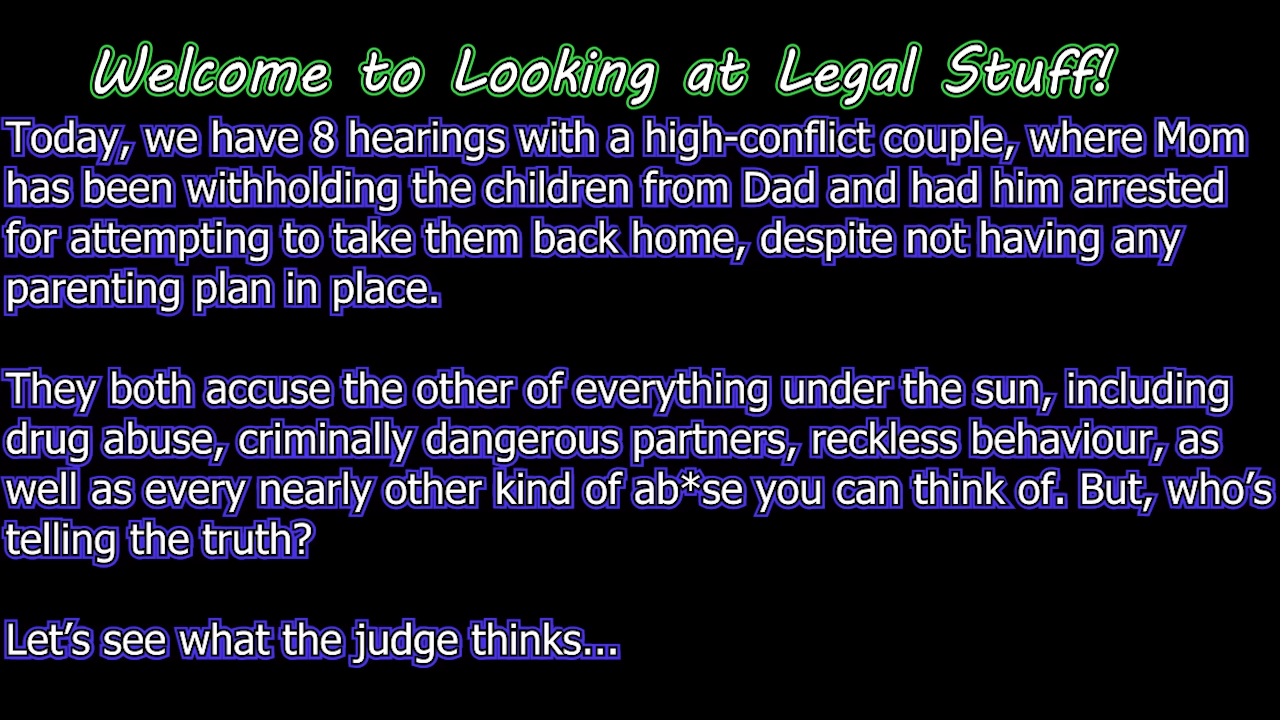 Welcome to Looking at Legal Stuff!
Today, we have 8 hearings with a high-conflict couple, where Mom
has been withholding the children from Dad and had him arrested
for attempting to take them back home, despite not having any
parenting plan in place.
They both accuse the other of everything under the sun, including
drug abuse, criminally dangerous partners, reckless behaviour, as
well as every nearly other kind of ab*se you can think of. But, who’s
telling the truth?
Let’s see what the judge thinks...